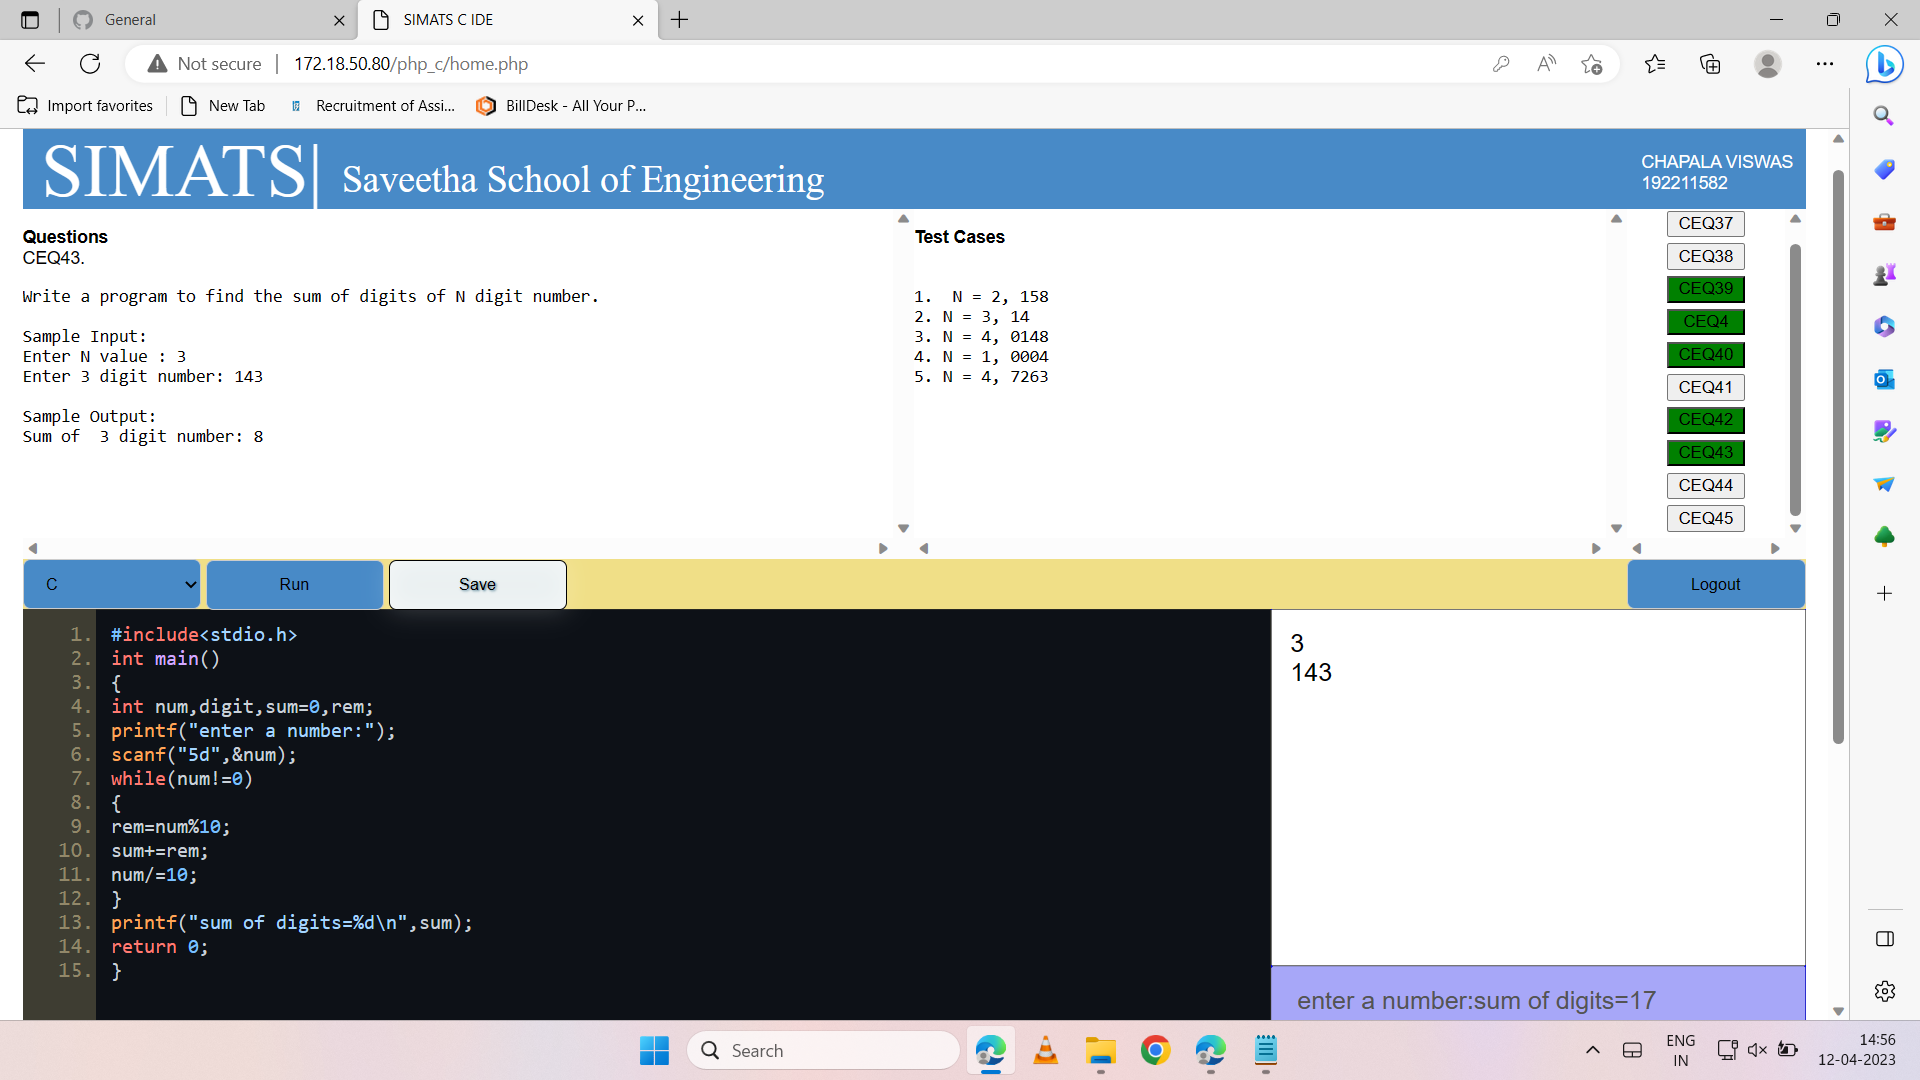 General
SIMATS C IDE
Not secure
172.18.50.80/php_c/home.php
Import favorites
New Tab
Recruitment of Assi...
BillDesk - All Your P...
SIMATS| Saveetha School of Engineering
CHAPALA VISWAS
192211582
Questions
CEQ43.
Write a program to find the sum of digits of N digit number.
Sample Input:
Enter N value : 3
Enter 3 digit number: 143
Sample Output:
Sum of  3 digit number: 8
Test Cases
1.  N = 2, 158
2. N = 3, 14
3. N = 4, 0148
4. N = 1, 0004
5. N = 4, 7263
CEQ37
CEQ38
CEQ39
CEQ4
CEQ40
CEQ41
CEQ42
CEQ43
CEQ44
CEQ45
C
Run
Save
Logout
1. #include<stdio.h>
2. int main()
3. {
4. int num,digit,sum=0,rem;
5. printf("enter a number:");
6. scanf("5d",&num);
7. while(num!=0)
8. {
9. rem=num%10;
10. sum+=rem;
11. num/=10;
12. }
13. printf("sum of digits=%d\n",sum);
14. return 0;
15. }
3
143
enter a number:sum of digits=17
Search
ENG
IN
14:56
12-04-2023